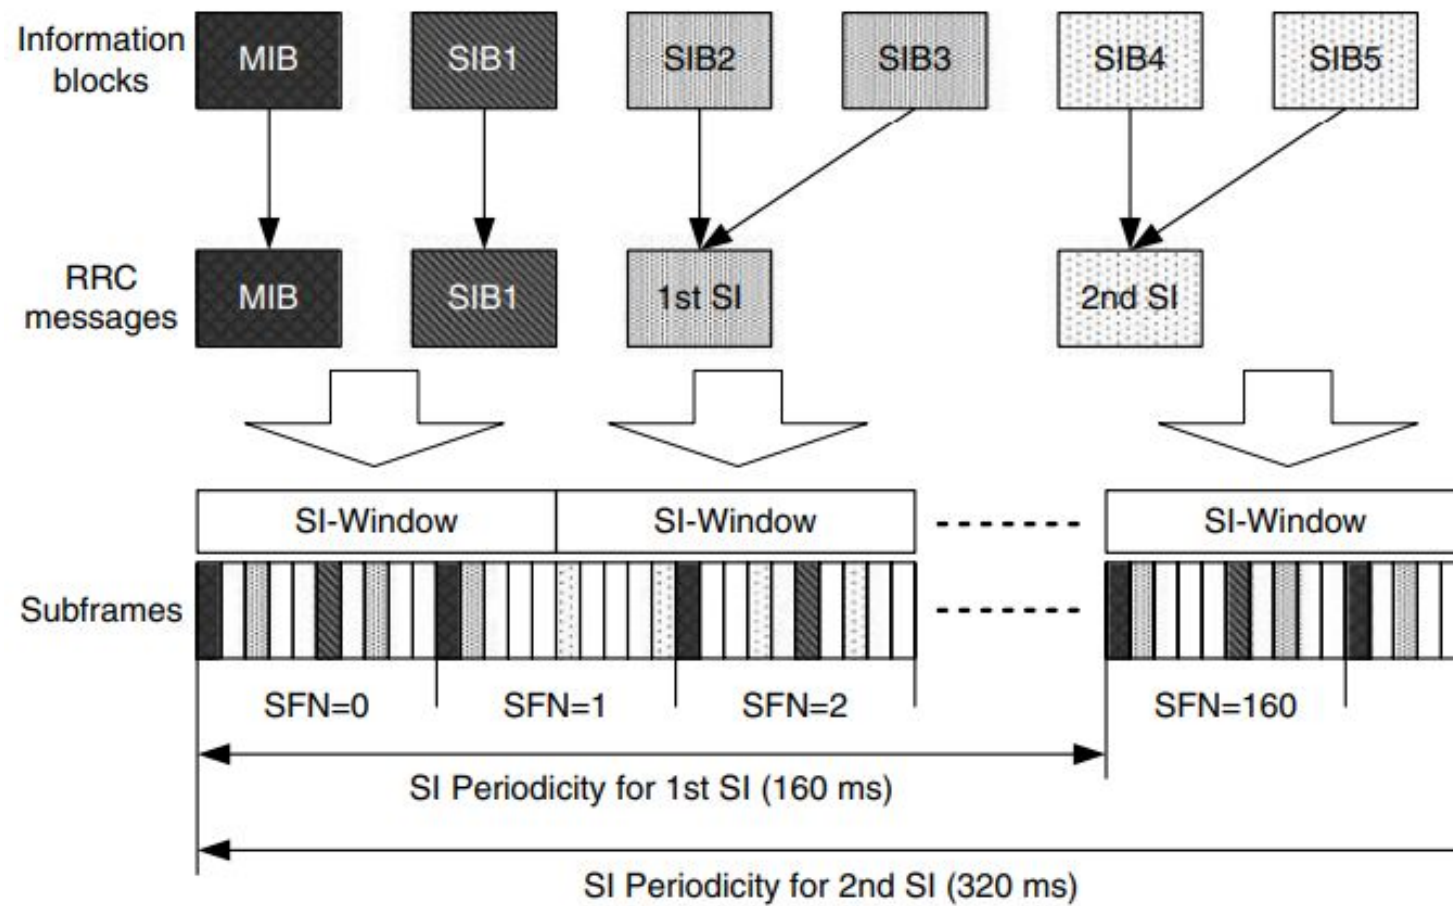 Information
blocks
MIB
SIB1
SIB2
SIB3
SIB4
SIB5
RRC
messages
MIB
SIB1
1st SI
2nd SI
SI-Window
SI-Window
SI-Window
Subframes
SFN=0
SFN=1
SFN=2
SFN=160
SI Periodicity for 1st SI (160 ms)
SI Periodicity for 2nd SI (320 ms)